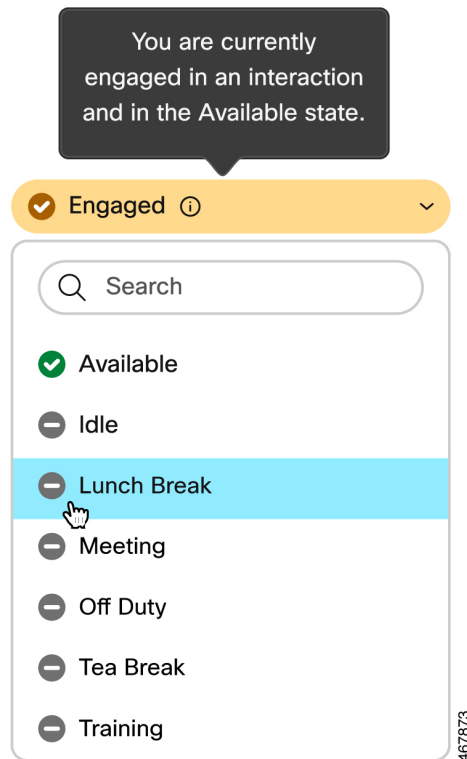 You are currently
engaged in an interaction
and in the Available state.
Engaged
Search
Available
Idle
Lunch Break
Meeting
Off Duty
Tea Break
Training
467873